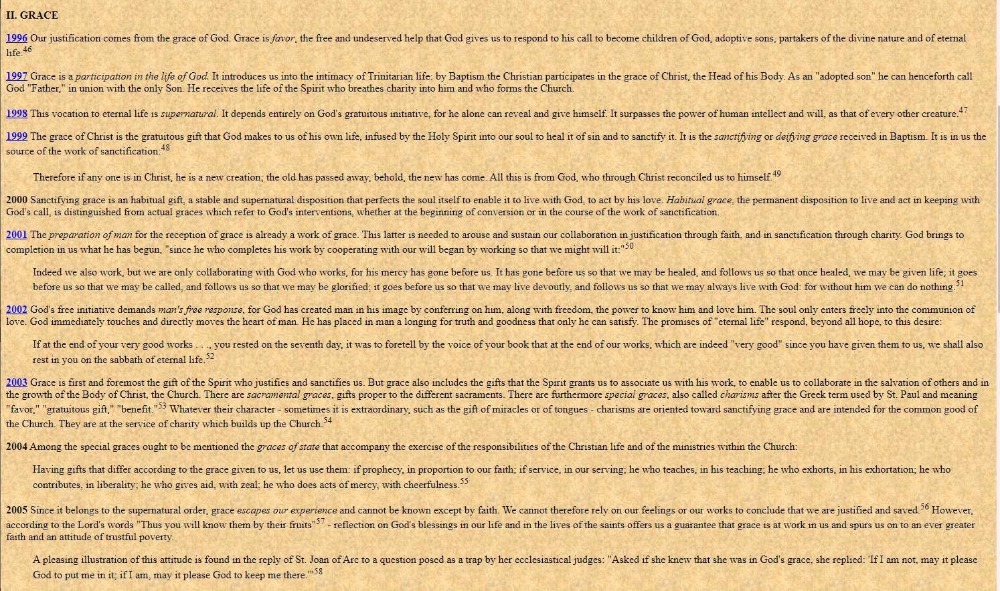 II. GRACE
1996 Our justification comes from the grace of God. Grace is favor, the free and undeserved help that God gives us to respond to his call to become children of God, adoptive sons, partakers of the divine nature and of eternal
life.46
1997 Grace is a participation in the life of God. It introduces us into the intimacy of Trinitarian life: by Baptism the Christian participates in the grace of Christ, the Head of his Body. As an "adopted son" he can henceforth call
God "Father," in union with the only Son. He receives the life of the Spirit who breathes charity into him and who forms the Church.
1998 This vocation to eternal life is supernatural. It depends entirely on God's gratuitous initiative, for he alone can reveal and give himself. It surpasses the power of human intellect and will, as that of every other creature.47
1999 The grace of Christ is the gratuitous gift that God makes to us of his own life, infused by the Holy Spirit into our soul to heal it of sin and to sanctify it. It is the sanctifying or deifying grace received in Baptism. It is in us the
source of the work of sanctification:48
Therefore if any one is in Christ, he is a new creation; the old has passed away, behold, the new has come. All this is from God, who through Christ reconciled us to himself.49
2000 Sanctifying grace is an habitual gift, a stable and supernatural disposition that perfects the soul itself to enable it to live with God, to act by his love. Habitual grace, the permanent disposition to live and act in keeping with
God's call, is distinguished from actual graces which refer to God's interventions, whether at the beginning of conversion or in the course of the work of sanctification.
2001 The preparation of man for the reception of grace is already a work of grace. This latter is needed to arouse and sustain our collaboration in justification through faith, and in sanctification through charity. God brings to
completion in us what he has begun, "since he who completes his work by cooperating with our will began by working so that we might will it:"50
Indeed we also work, but we are only collaborating with God who works, for his mercy has gone before us. It has gone before us so that we may be healed, and follows us so that once healed, we may be given life; it goes
before us so that we may be called, and follows us so that we may be glorified; it goes before us so that we may live devoutly, and follows us so that we may always live with God: for without him we can do nothing.51
2002 God's free initiative demands man's free response, for God has created man in his image by conferring on him, along with freedom, the power to know him and love him. The soul only enters freely into the communion of
love. God immediately touches and directly moves the heart of man. He has placed in man a longing for truth and goodness that only he can satisfy. The promises of "eternal life" respond, beyond all hope, to this desire:
If at the end of your very good works . . ., you rested on the seventh day, it was to foretell by the voice of your book that at the end of our works, which are indeed "very good" since you have given them to us, we shall also
rest in you on the sabbath of eternal life.52
2003 Grace is first and foremost the gift of the Spirit who justifies and sanctifies us. But grace also includes the gifts that the Spirit grants us to associate us with his work, to enable us to collaborate in the salvation of others and in
the growth of the Body of Christ, the Church. There are sacramental graces, gifts proper to the different sacraments. There are furthermore special graces, also called charisms after the Greek term used by St. Paul and meaning
"favor," "gratuitous gift," "benefit."53 Whatever their character - sometimes it is extraordinary, such as the gift of miracles or of tongues - charisms are oriented toward sanctifying grace and are intended for the common good of
the Church. They are at the service of charity which builds up the Church.54
2004 Among the special graces ought to be mentioned the graces of state that accompany the exercise of the responsibilities of the Christian life and of the ministries within the Church:
Having gifts that differ according to the grace given to us, let us use them: if prophecy, in proportion to our faith; if service, in our serving; he who teaches, in his teaching; he who exhorts, in his exhortation; he who
contributes, in liberality; he who gives aid, with zeal; he who does acts of mercy, with cheerfulness.55
2005 Since it belongs to the supernatural order, grace escapes our experience and cannot be known except by faith. We cannot therefore rely on our feelings or our works to conclude that we are justified and saved.56 However,
according to the Lord's words "Thus you will know them by their fruits"57 - reflection on God's blessings in our life and in the lives of the saints offers us a guarantee that grace is at work in us and spurs us on to an ever greater
faith and an attitude of trustful poverty.
A pleasing illustration of this attitude is found in the reply of St. Joan of Arc to a question posed as a trap by her ecclesiastical judges: "Asked if she knew that she was in God's grace, she replied: 'If I am not, may it please
God to put me in it; if I am, may it please God to keep me there.'"58